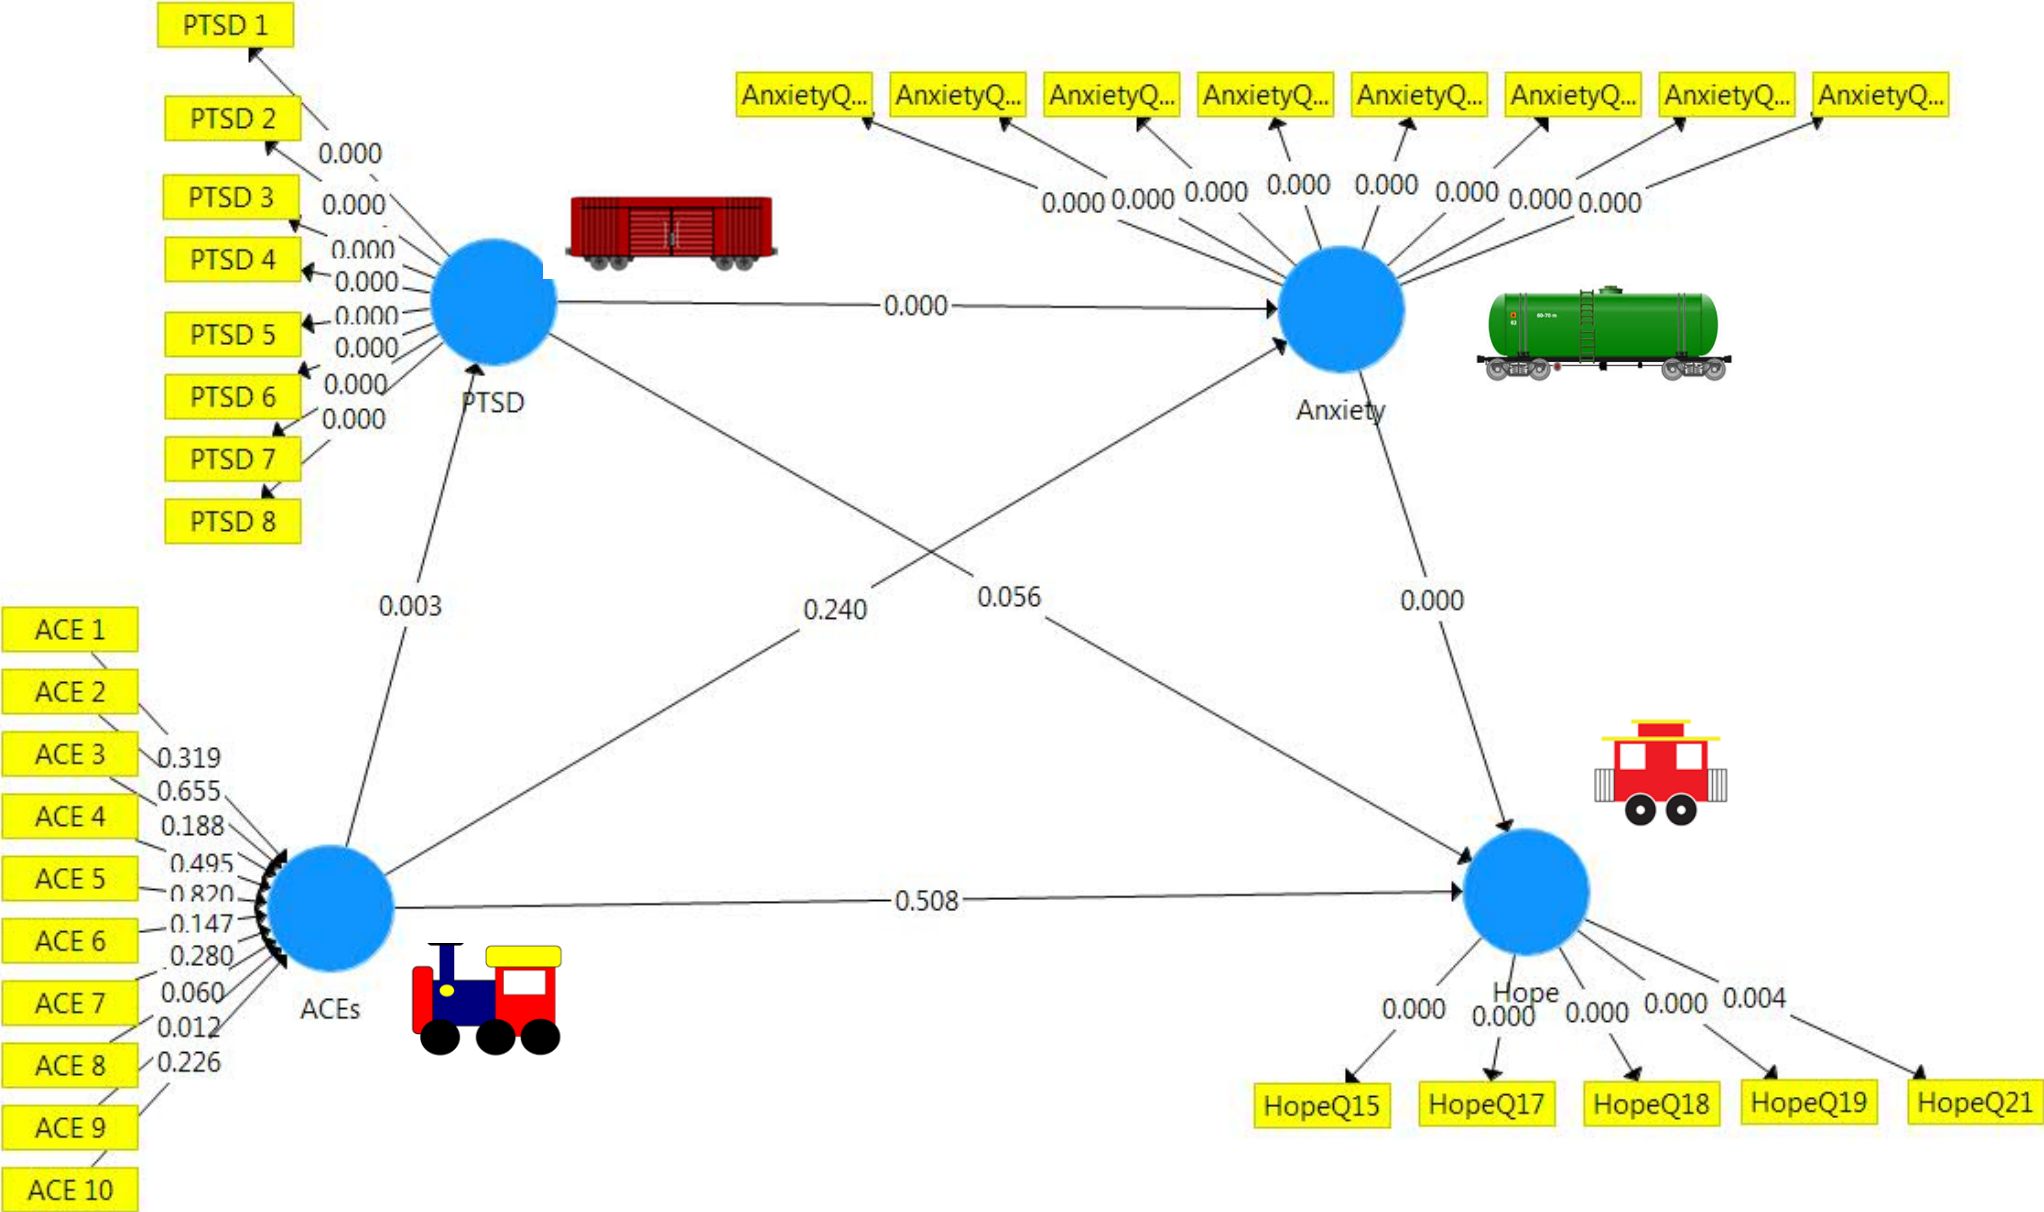 PTSD 1
PTSD 2
PTSD 3
PTSD 4
PTSD 5
PTSD 6
PTSD 7
PTSD 8
0.000
0.000
0.000
0.000
0.000
0.000
0.000
0.000
PTSD
AnxietyQ... AnxietyQ... AnxietyQ... AnxietyQ... AnxietyQ... AnxietyQ... AnxietyQ... AnxietyQ...
0.000 0.000 0.000 0.000 0.000 0.000 0.000 0.000
Anxiety
60-70 m
0.000
0.003
0.240
0.056
0.000
0.508
ACE 1
ACE 2
ACE 3
ACE 4
ACE 5
ACE 6
ACE 7
ACE 8
ACE 9
ACE 10
0.319
0.655
0.188
0.495
0.820
0.147
0.280
0.060
0.012
0.226
ACEs
Hope
0.000 0.000 0.000 0.000 0.004
HopeQ15 HopeQ17 HopeQ18 HopeQ19 HopeQ21